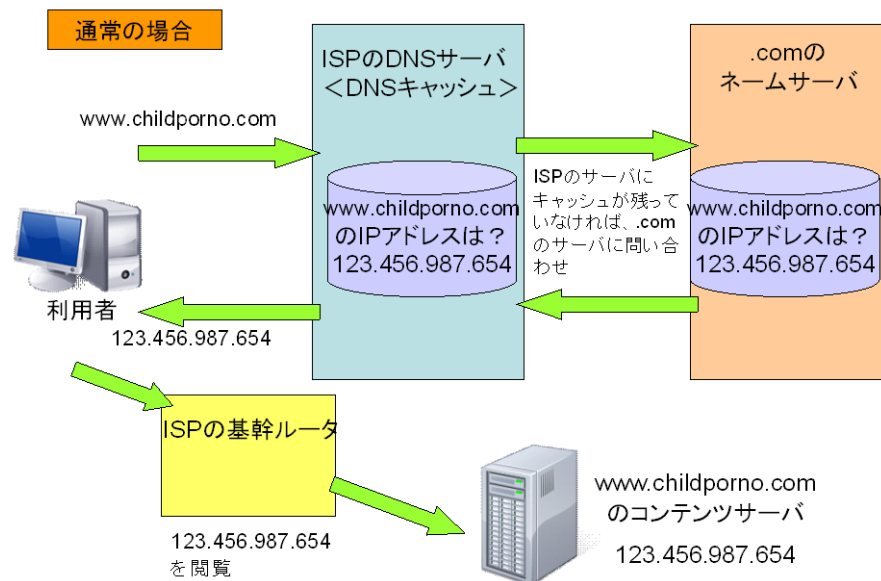 通常の場合
ISPのDNSサーバ
＜DNSキャッシュ＞
.comの
ネームサーバ
www.childporno.com
www.childporno.com
のIPアドレスは？
123.456.987.654
ISPのサーバに
キャッシュが残って
いなければ、.com
のサーバに問い合
わせ
www.childporno.com
のIPアドレスは？
123.456.987.654
利用者
123.456.987.654
ISPの基幹ルータ
123.456.987.654
を閲覧
www.childporno.com
のコンテンツサーバ
123.456.987.654